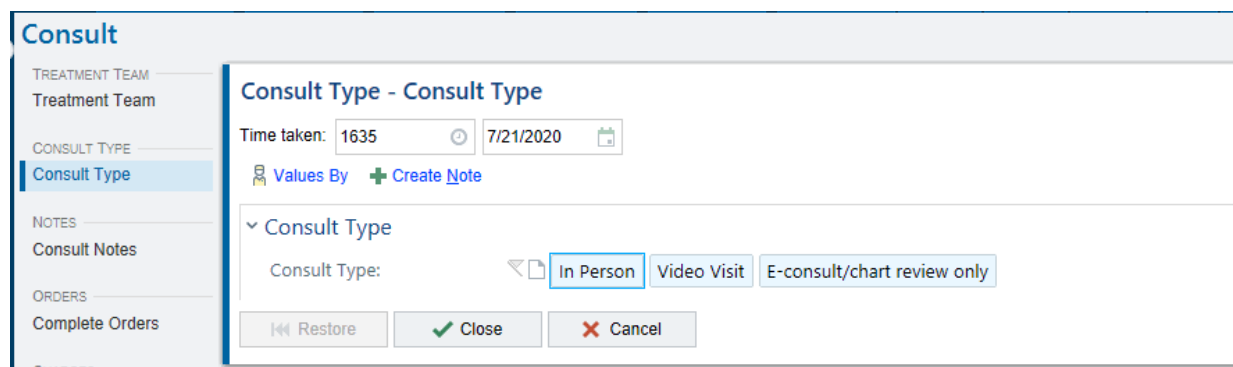 Consult
TREATMENT TEAM
Treatment Team
CONSULT TYPE
Consult Type
NOTES
Consult Notes
ORDERS
Complete Orders
Consult Type - Consult Type
Time taken: 1635 7/21/2020
Values By Create Note
Consult Type
Consult Type: In Person Video Visit E-consult/chart review only
Restore Close Cancel